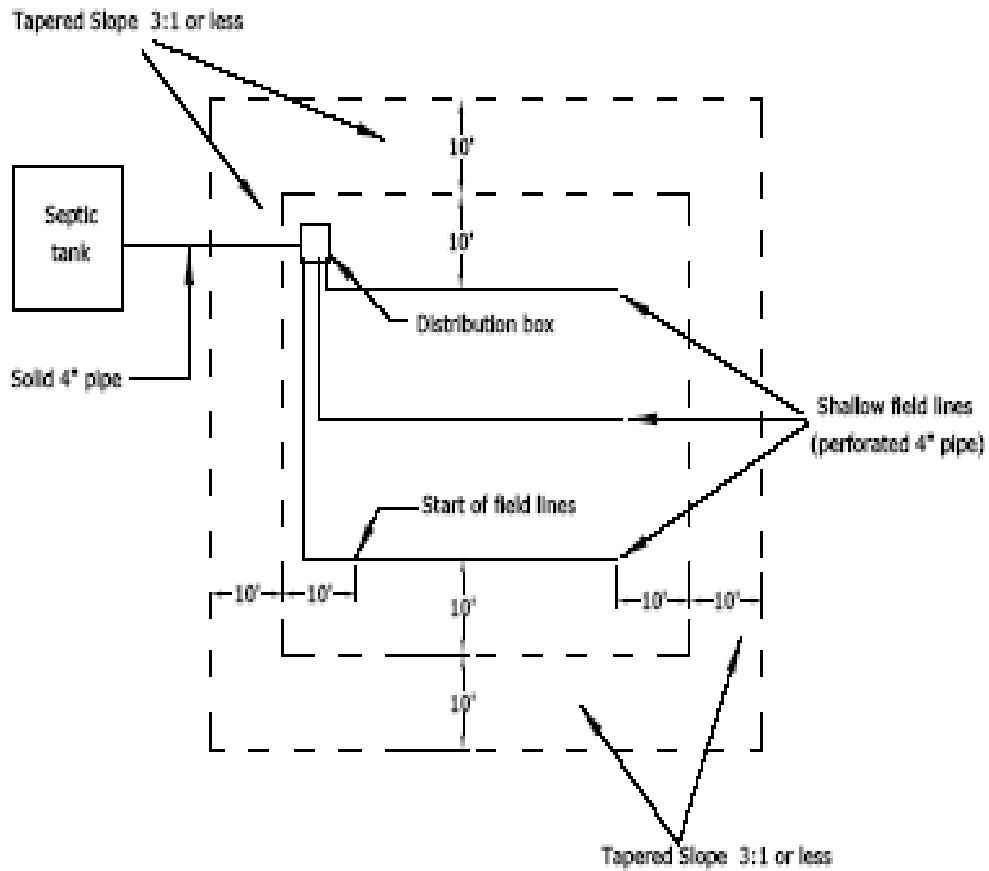 Tapered Slope 3:1 or less
10'
Septic
tank
10'
Distribution box
Solid 4" pipe
Shallow field lines
(perforated 4" pipe)
Start of field lines
10'
10'
10'
10'
10'
10'
Tapered Slope 3:1 or less